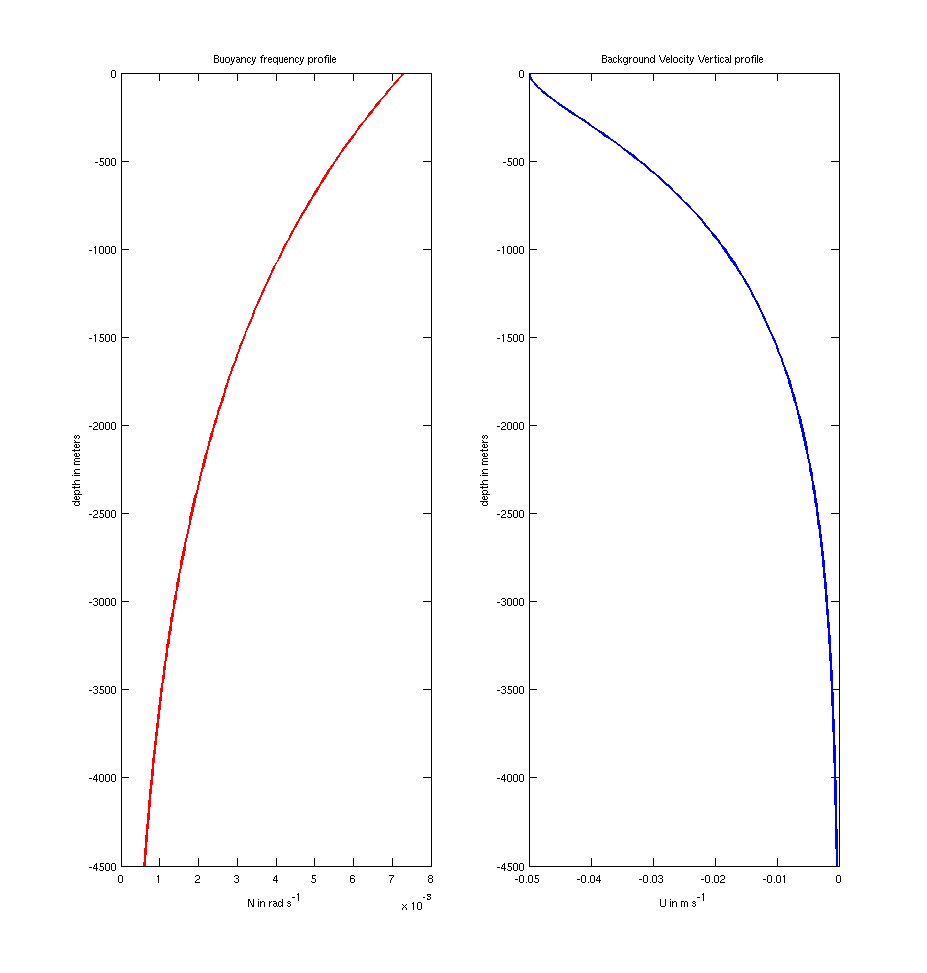 Buoyancy frequency profile
0
-500
-1000
-1500
-2000
-2500
-3000
-3500
-4000
-4500
depth in meters
0 1 2 3 4 5 6 7 8
N in rad s^-1
x 10^-3
Background Velocity Vertical profile
0
-500
-1000
-1500
-2000
-2500
-3000
-3500
-4000
-4500
depth in meters
-0.05 -0.04 -0.03 -0.02 -0.01 0
U in m s^-1